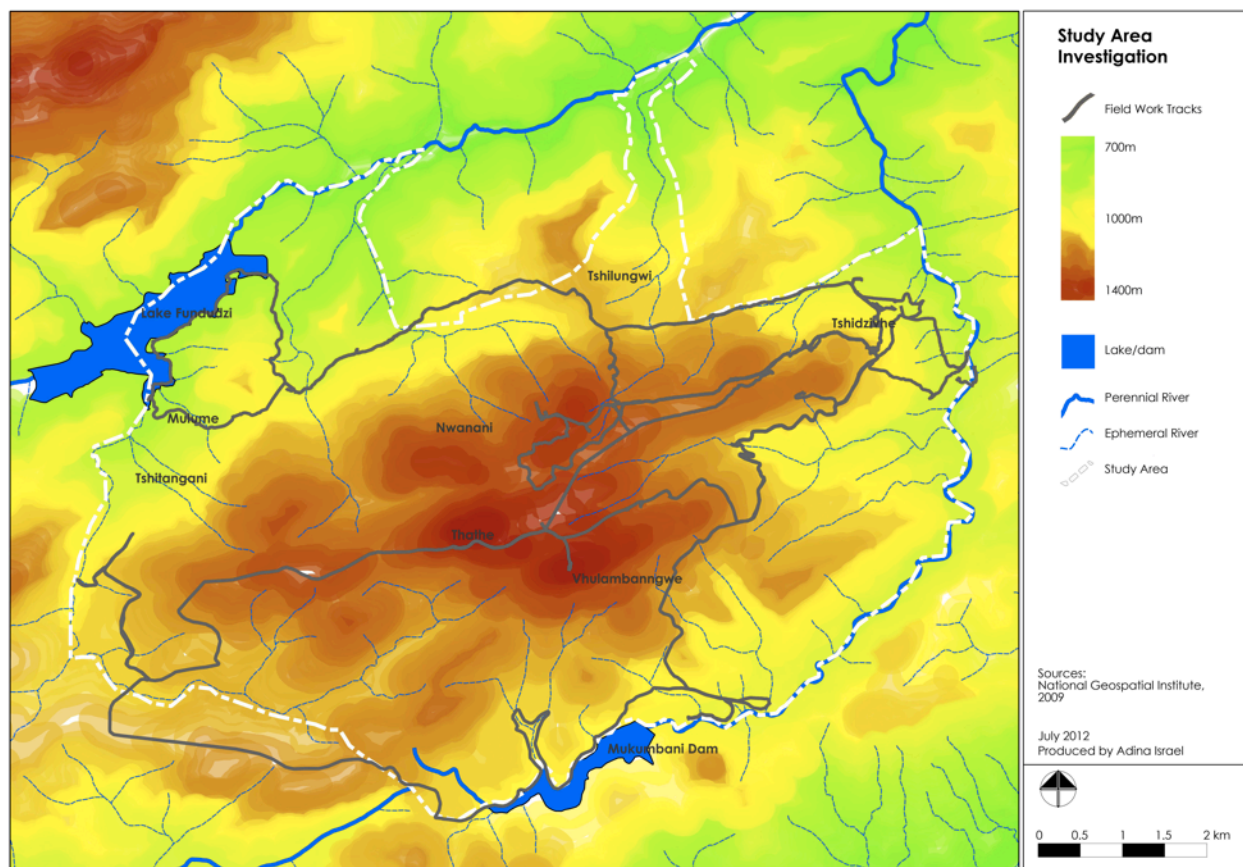 Study Area
Investigation
Field Work Tracks
700m
1000m
1400m
Lake/dam
Perennial River
Ephemeral River
Study Area
Sources:
National Geospatial Institute,
2009
July 2012
Produced by Adina Israel
0 0.5 1 1.5 2 km
Tshilungwi
Lake Fundudzi
Tshidzivhe
Mulume
Nwanani
Tshitangani
Thathe
Vhulambanngwe
Mukumbani Dam